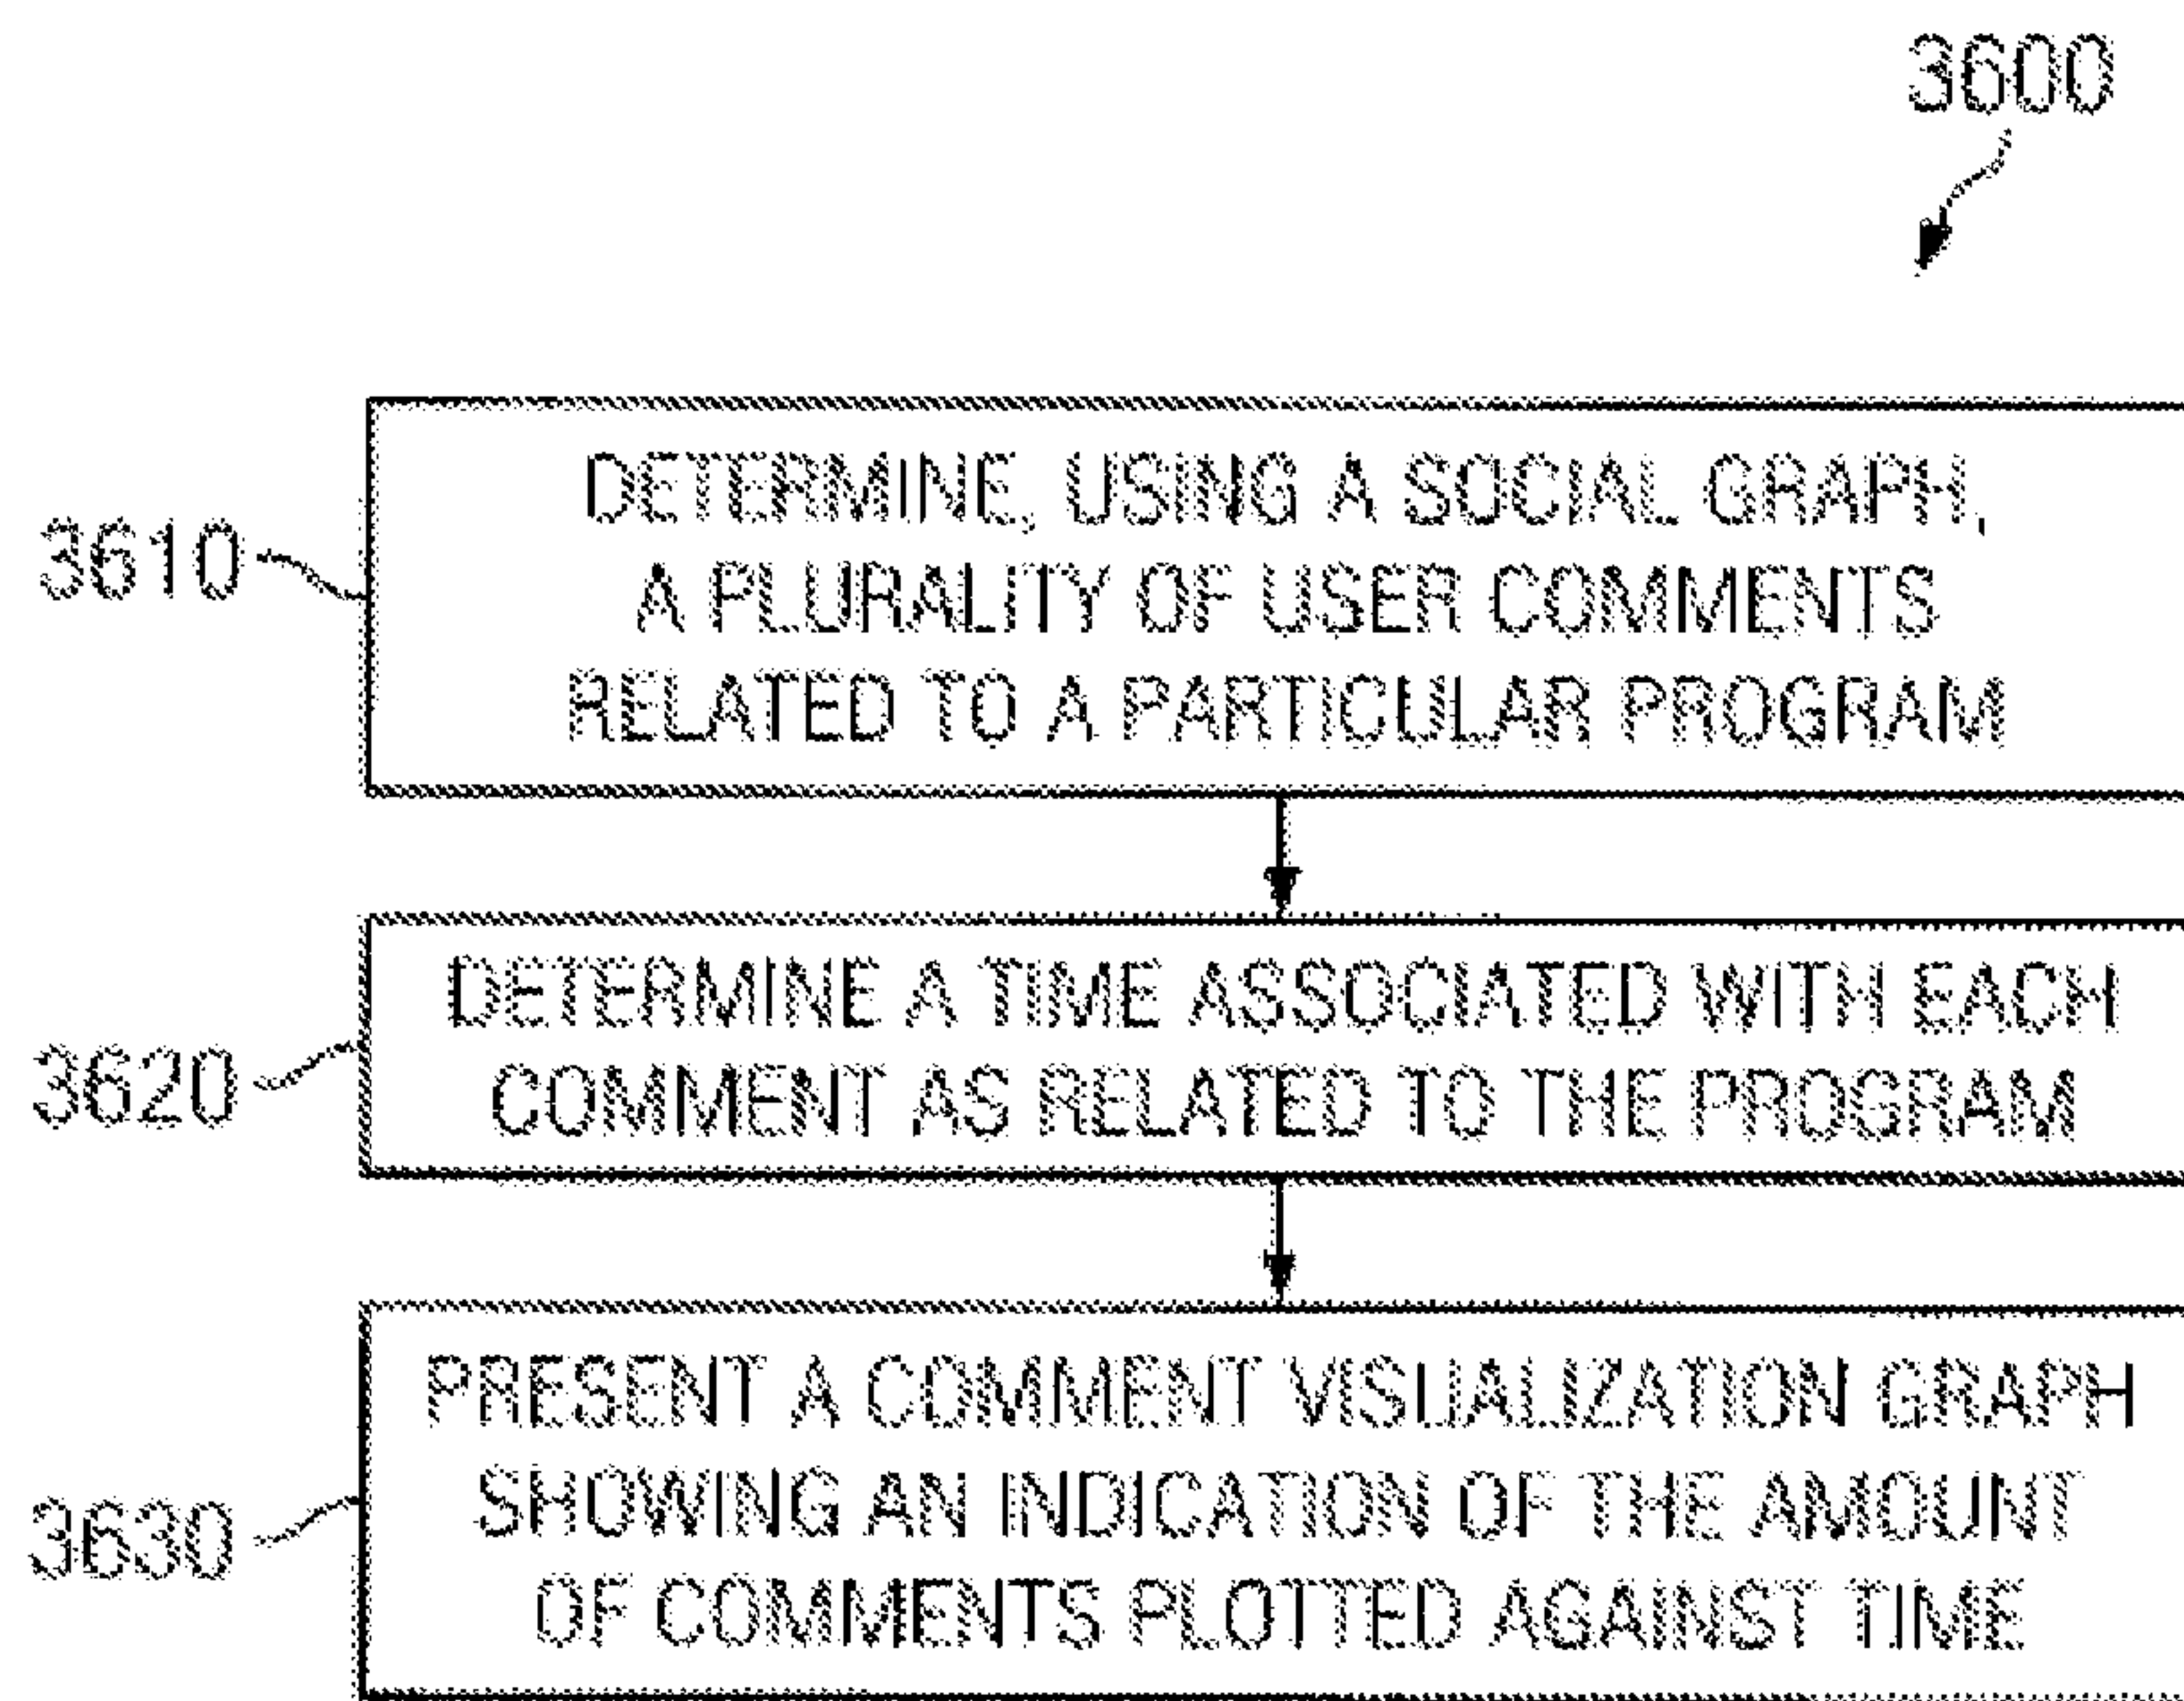 3600
3610
DETERMINE, USING A SOCIAL GRAPH,
A PLURALITY OF USER COMMENTS
RELATED TO A PARTICULAR PROGRAM
3620
DETERMINE A TIME ASSOCIATED WITH EACH
COMMENT AS RELATED TO THE PROGRAM
3630
PRESENT A COMMENT VISUALIZATION GRAPH
SHOWING AN INDICATION OF THE AMOUNT
OF COMMENTS PLOTTED AGAINST TIME